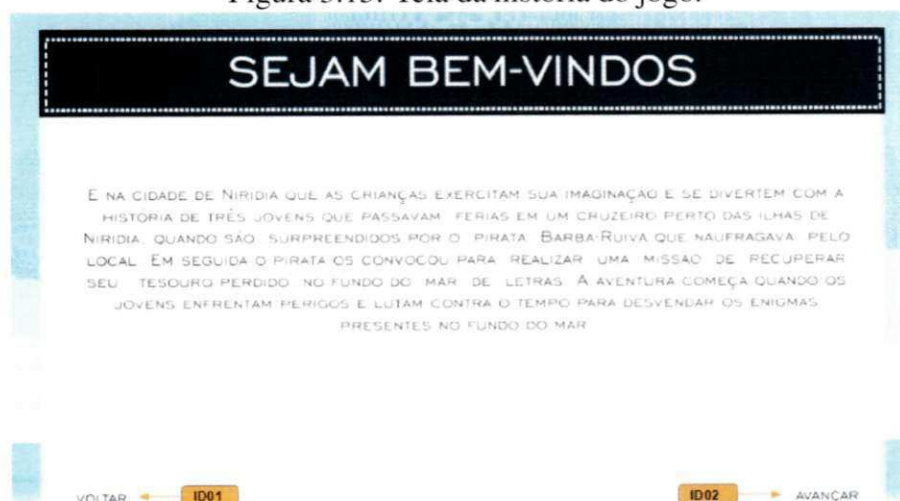 Figura 3.13: Tela da história do jogo.
SEJAM BEM-VINDOS
E NA CIDADE DE NIRIDIA QUE AS CRIANÇAS EXERCITAM SUA IMAGINAÇÃO E SE DIVERTEM COM A
HISTÓRIA DE TRÊS JOVENS QUE PASSAVAM FERIAS EM UM CRUZEIRO PERTO DAS ILHAS DE
NIRIDIA, QUANDO SÃO SURPREENDIDOS POR O PIRATA BARBA-RUIVA QUE NAUFRAGAVA PELO
LOCAL. EM SEGUIDA O PIRATA OS CONVOCOU PARA REALIZAR UMA MISSÃO DE RECUPERAR
SEU TESOURO PERDIDO NO FUNDO DO MAR DE LETRAS. A AVENTURA COMEÇA QUANDO OS
JOVENS ENFRENTAM PERIGOS E LUTAM CONTRA O TEMPO PARA DESVENDAR OS ENIGMAS
PRESENTES NO FUNDO DO MAR
VOLTAR ID01 ID02 AVANÇAR